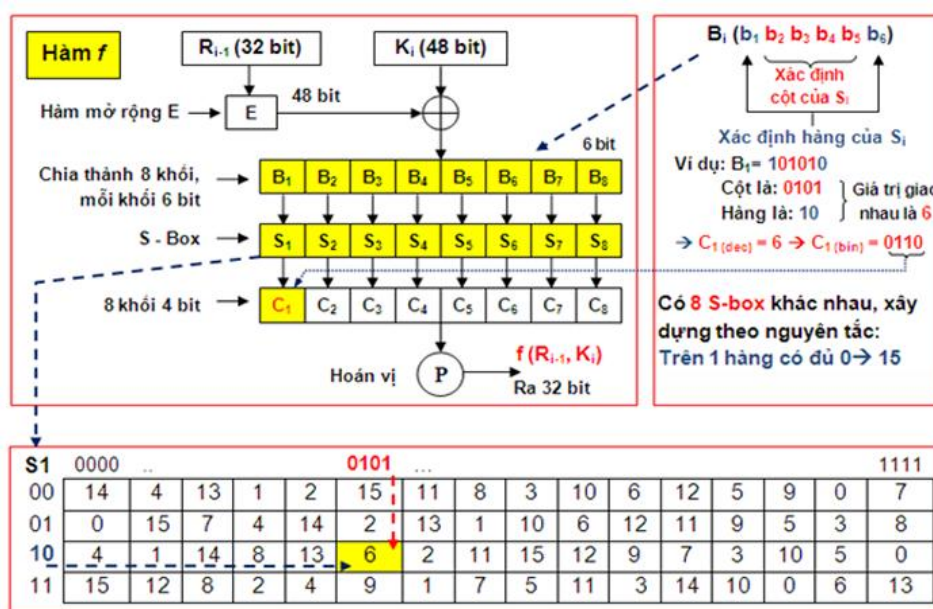 Hàm f
Ri-1 (32 bit)
Ki (48 bit)
Hàm mở rộng E
E
48 bit
6 bit
Chia thành 8 khối,
mỗi khối 6 bit
B1 B2 B3 B4 B5 B6 B7 B8
S - Box
S1 S2 S3 S4 S5 S6 S7 S8
8 khối 4 bit
C1 C2 C3 C4 C5 C6 C7 C8
Hoán vị
P
f (Ri-1, Ki)
Ra 32 bit
Bi (b1 b2 b3 b4 b5 b6)
Xác định
cột của Si
Xác định hàng của Si
Ví dụ: B1= 101010
Cột là: 0101
Hàng là: 10
Giá trị giao
nhau là 6
→ C1 (dec) = 6 → C1 (bin) = 0110
Có 8 S-box khác nhau, xây
dựng theo nguyên tắc:
Trên 1 hàng có đủ 0→ 15
S1 0000 .. 0101 ... 1111
00 14 4 13 1 2 15 11 8 3 10 6 12 5 9 0 7
01 0 15 7 4 14 2 13 1 10 6 12 11 9 5 3 8
10 4 1 14 8 13 6 2 11 15 12 9 7 3 10 5 0
11 15 12 8 2 4 9 1 7 5 11 3 14 10 0 6 13